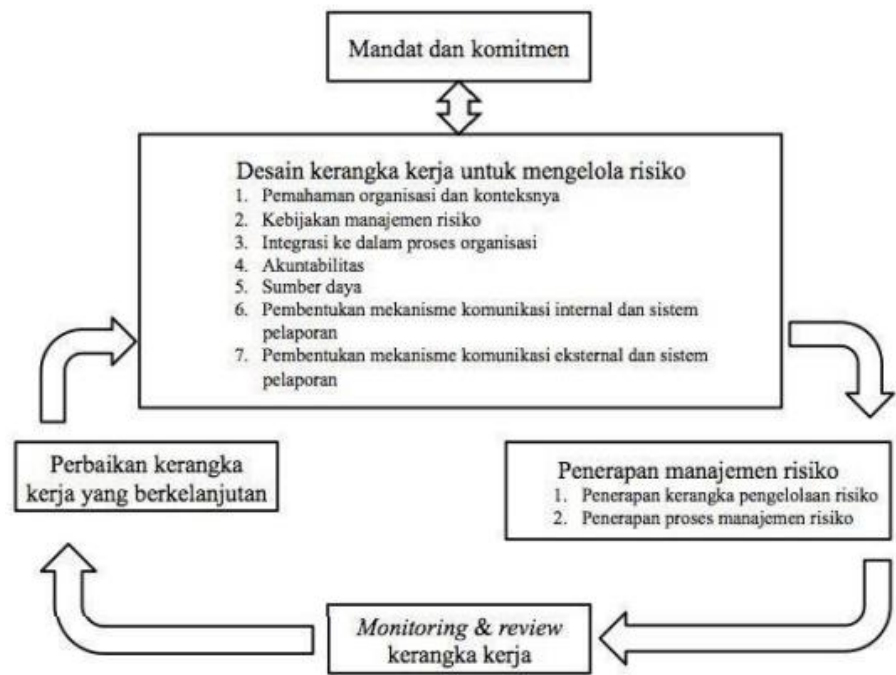 Mandat dan komitmen
Desain kerangka kerja untuk mengelola risiko
1. Pemahaman organisasi dan konteksnya
2. Kebijakan manajemen risiko
3. Integrasi ke dalam proses organisasi
4. Akuntabilitas
5. Sumber daya
6. Pembentukan mekanisme komunikasi internal dan sistem
pelaporan
7. Pembentukan mekanisme komunikasi eksternal dan sistem
pelaporan
Penerapan manajemen risiko
1. Penerapan kerangka pengelolaan risiko
2. Penerapan proses manajemen risiko
Monitoring & review
kerangka kerja
Perbaikan kerangka
kerja yang berkelanjutan